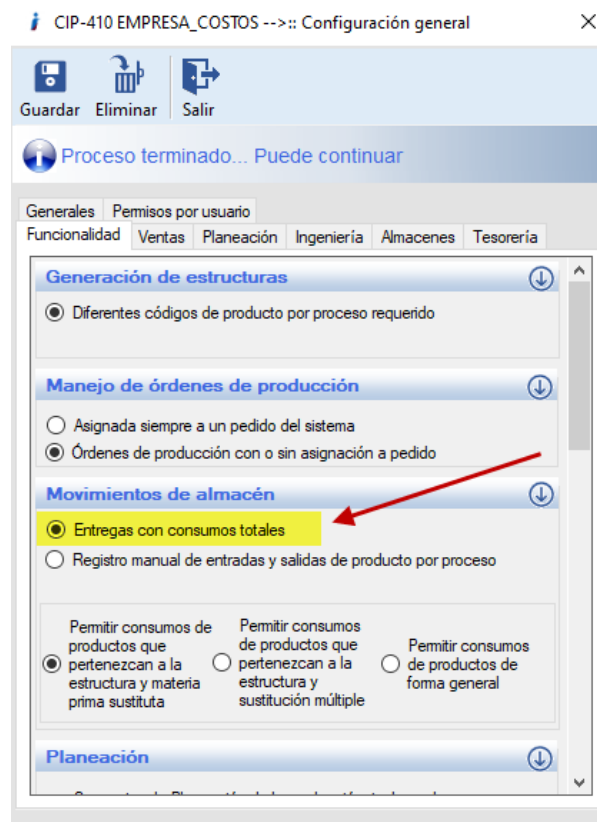 CIP-410 EMPRESA_COSTOS -->:: Configuración general
Guardar Eliminar Salir
Proceso terminado... Puede continuar
Generales Permisos por usuario
Funcionalidad Ventas Planeación Ingeniería Almacenes Tesorería
Generación de estructuras
Diferentes códigos de producto por proceso requerido
Manejo de órdenes de producción
Asignada siempre a un pedido del sistema
Órdenes de producción con o sin asignación a pedido
Movimientos de almacén
Entregas con consumos totales
Registro manual de entradas y salidas de producto por proceso
Permitir consumos de
productos que
pertenezcan a la
estructura y materia
prima sustituta
Permitir consumos
de productos que
pertenezcan a la
estructura y
sustitución múltiple
Permitir consumos
de productos de
forma general
Planeación